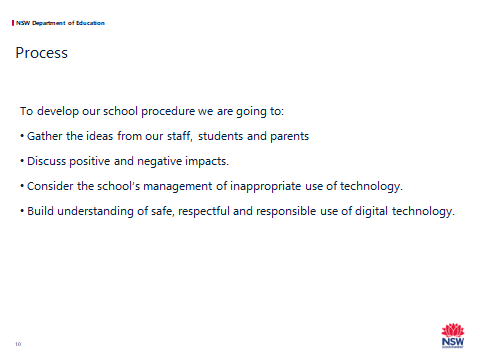 NSW Department of Education
Process
To develop our school procedure we are going to:
• Gather the ideas from our staff, students and parents
• Discuss positive and negative impacts.
• Consider the school's management of inappropriate use of technology.
• Build understanding of safe, respectful and responsible use of digital technology.
10
NSW